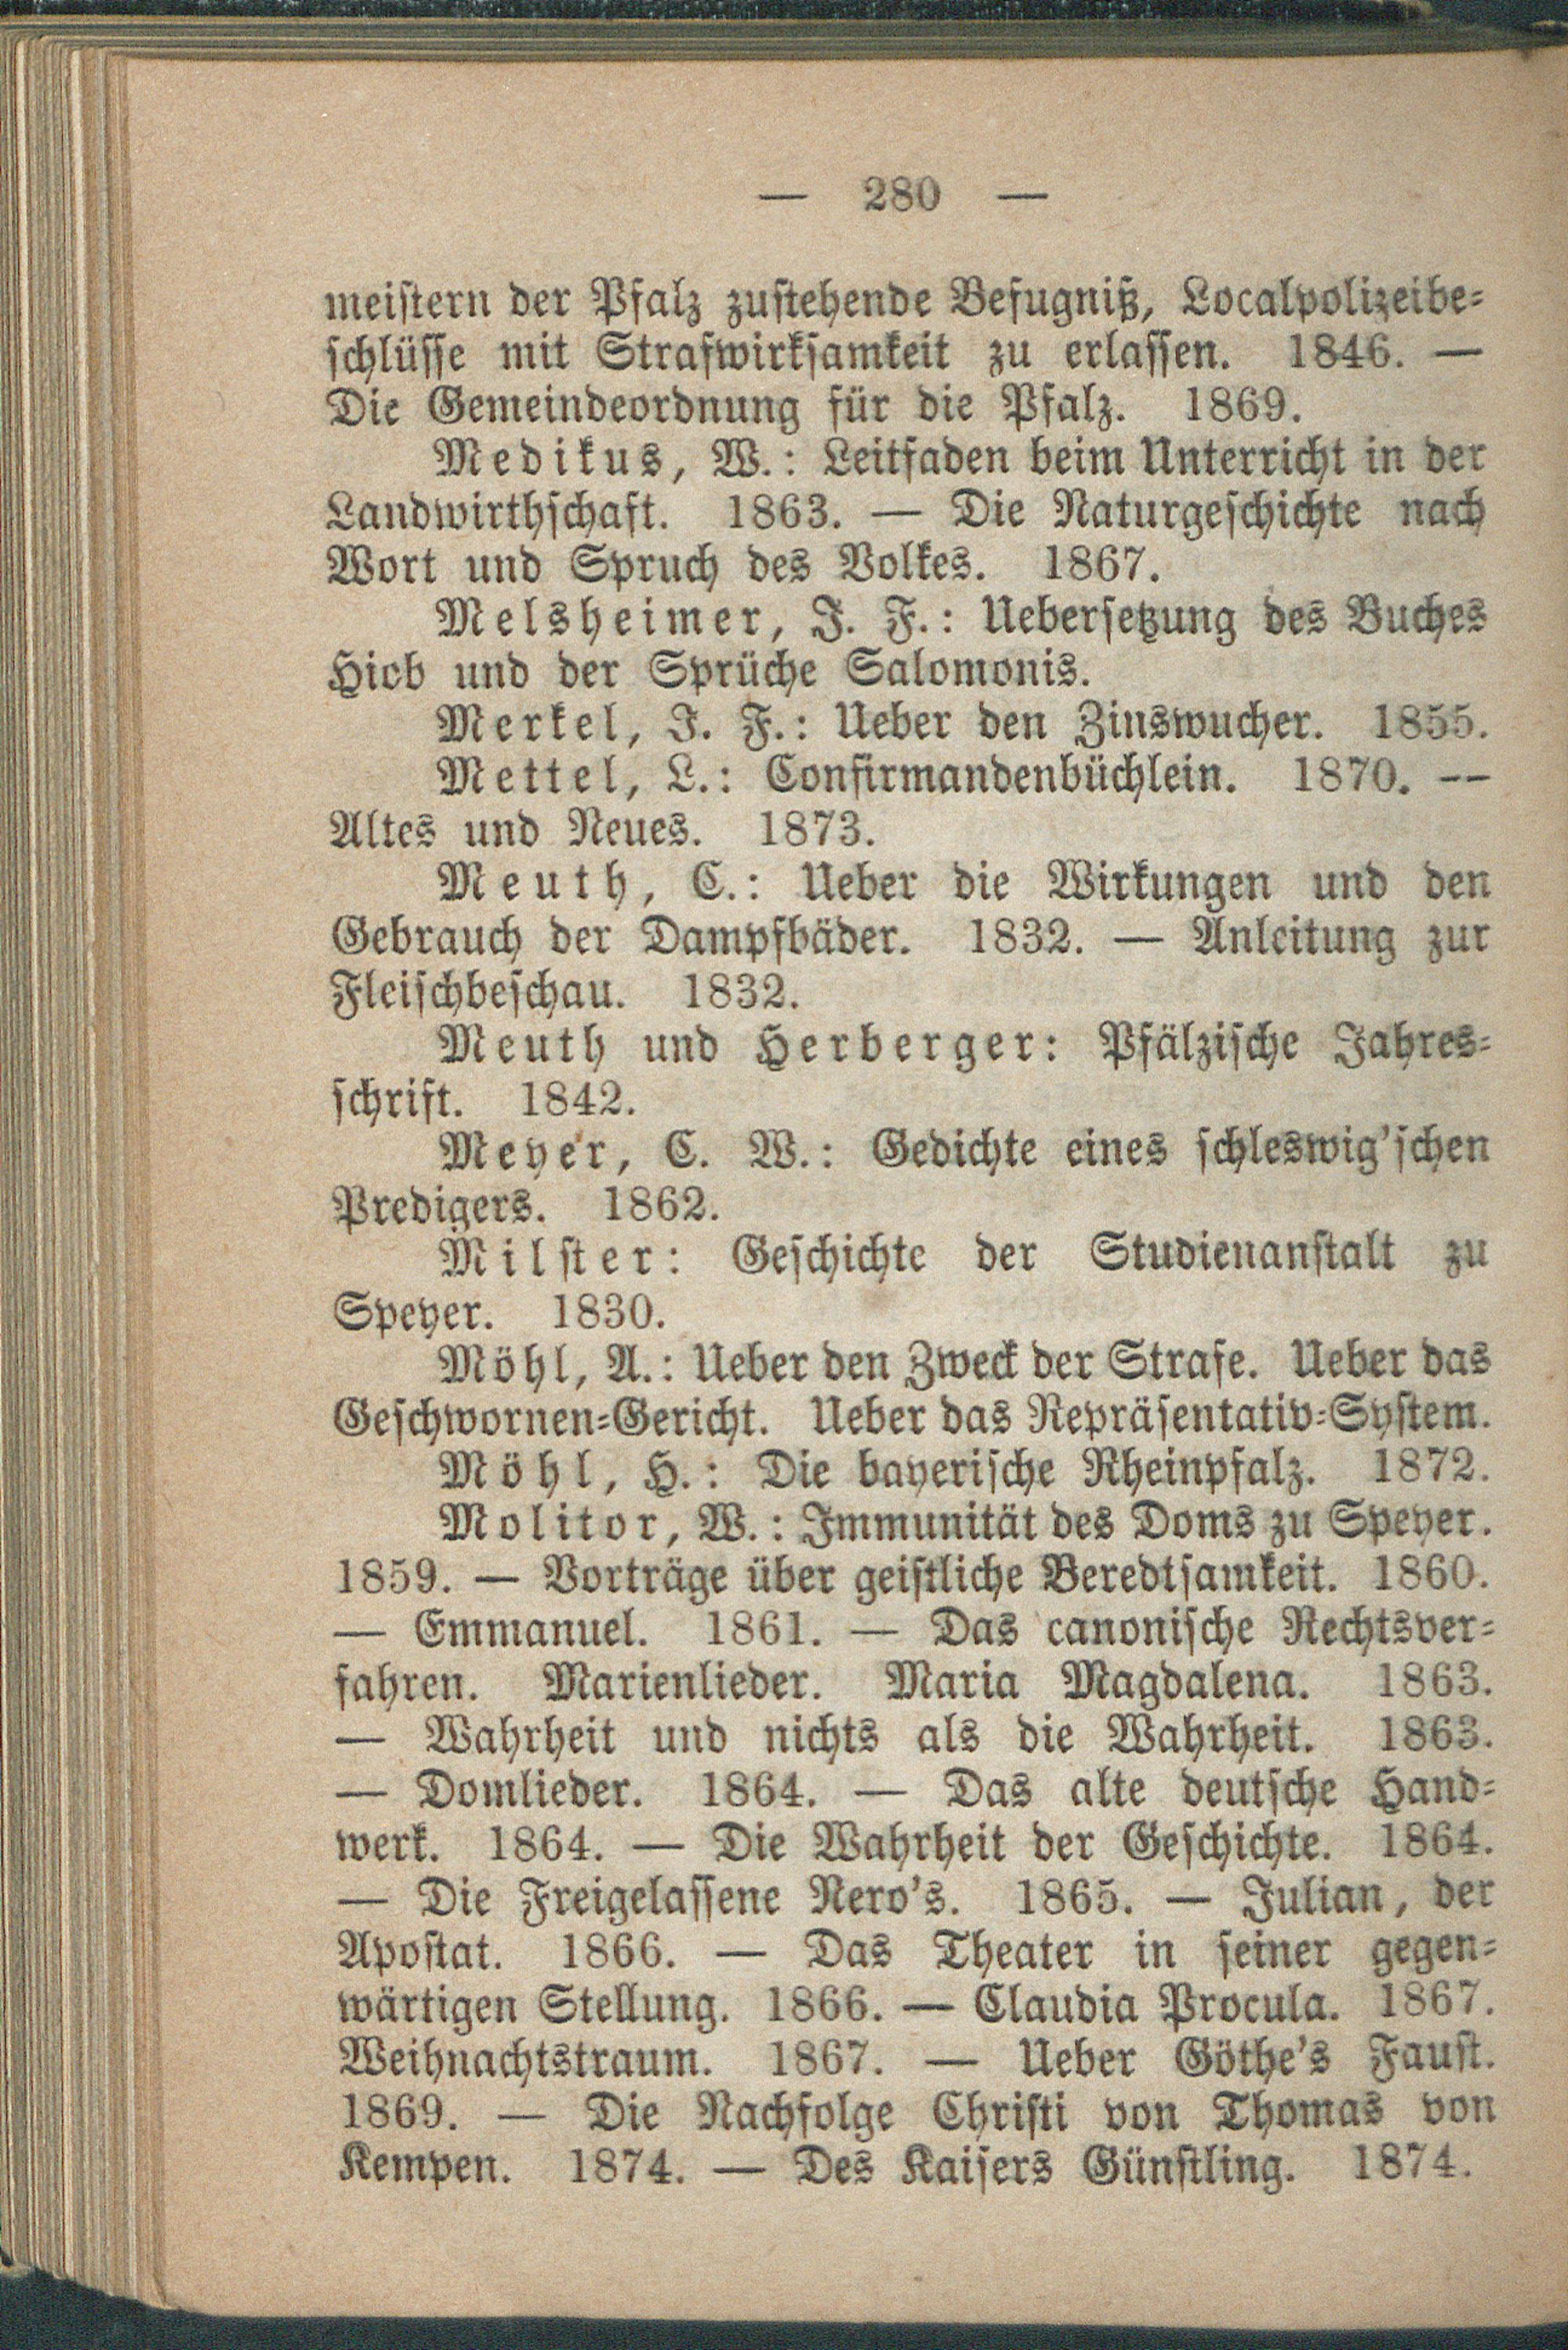 — 280 —
meistern der Pfalz zustehende Befugniß, Localpolizeibe-
schlüsse mit Strafwirksamkeit zu erlassen. 1846. —
Die Gemeindeordnung für die Pfalz. 1869.
Medikus, W.: Leitfaden beim Unterricht in der
Landwirthschaft. 1863. — Die Naturgeschichte nach
Wort und Spruch des Volkes. 1867.
Melsheimer, J. F.: Uebersetzung des Buches
Hiob und der Sprüche Salomonis.
Merkel, J. F.: Ueber den Zinswucher. 1855.
Mettel, L.: Confirmandenbüchlein. 1870. —
Altes und Neues. 1873.
Meuth, C.: Ueber die Wirkungen und den
Gebrauch der Dampfbäder. 1832. — Anleitung zur
Fleischbeschau. 1832.
Meuth und Herberger: Pfälzische Jahres-
schrift. 1842.
Meyer, C. W.: Gedichte eines schleswig'schen
Predigers. 1862.
Milster: Geschichte der Studienanstalt zu
Speyer. 1830.
Möhl, A.: Ueber den Zweck der Strafe. Ueber das
Geschwornen-Gericht. Ueber das Repräsentativ-System.
Möhl, H.: Die bayerische Rheinpfalz. 1872.
Molitor, W.: Immunität des Doms zu Speyer.
1859. — Vorträge über geistliche Beredtsamkeit. 1860.
— Emmanuel. 1861. — Das canonische Rechtsver-
fahren. Marienlieder. Maria Magdalena. 1863.
— Wahrheit und nichts als die Wahrheit. 1863.
— Domlieder. 1864. — Das alte deutsche Hand-
werk. 1864. — Die Wahrheit der Geschichte. 1864.
— Die Freigelassene Nero's. 1865. — Julian, der
Apostat. 1866. — Das Theater in seiner gegen-
wärtigen Stellung. 1866. — Claudia Procula. 1867.
Weihnachtstraum. 1867. — Ueber Göthe's Faust.
1869. — Die Nachfolge Christi von Thomas von
Kempen. 1874. — Des Kaisers Günstling. 1874.